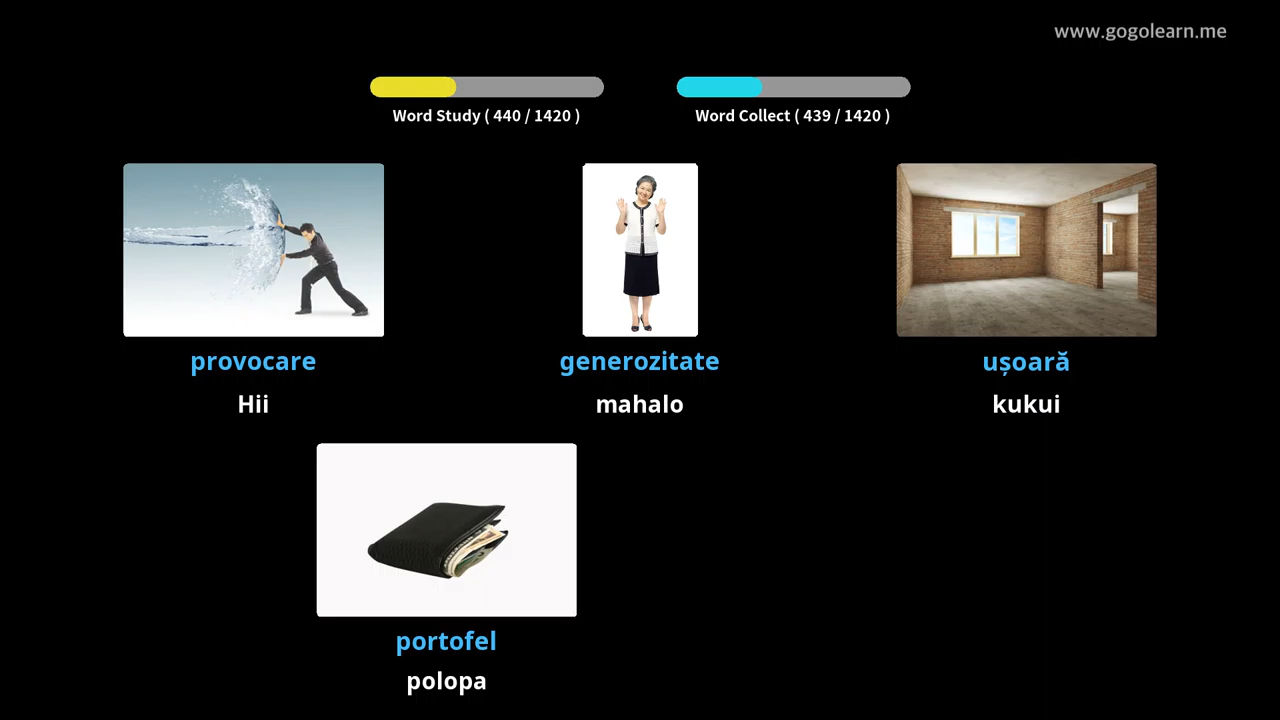 www.gogolearn.me
Word Study ( 440 / 1420 )
Word Collect ( 439 / 1420 )
provocare
generozitate
ușoară
Hii
mahalo
kukui
portofel
polopa